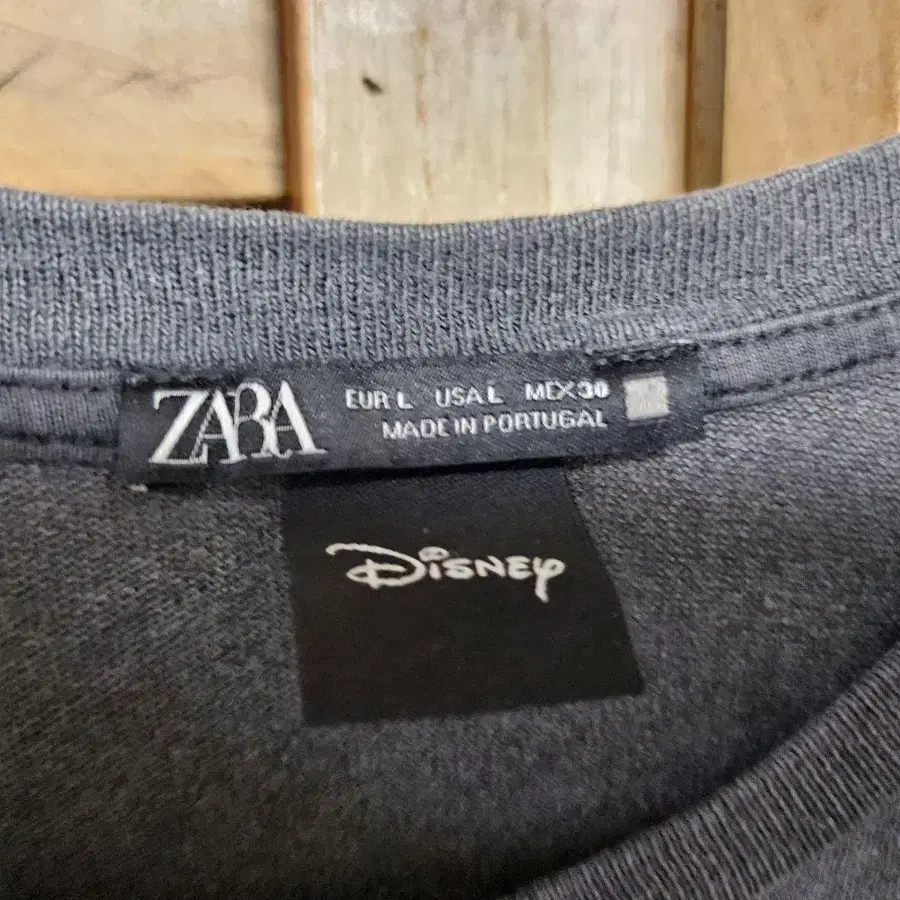 ZARA
EUR L USA L MEX 30
MADE IN PORTUGAL
Disney